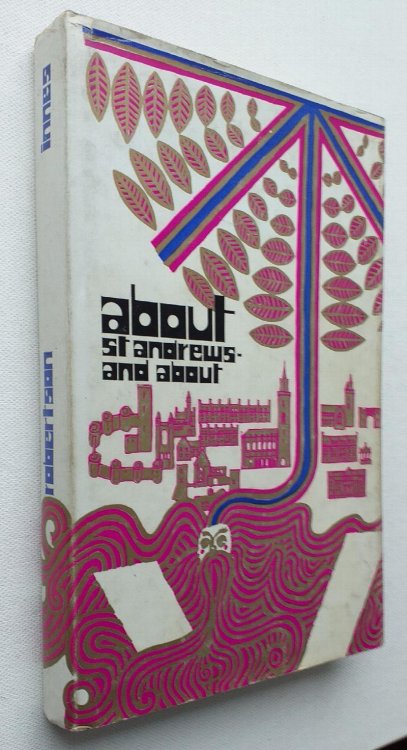 about
st andrews-
and about
innes
robertson